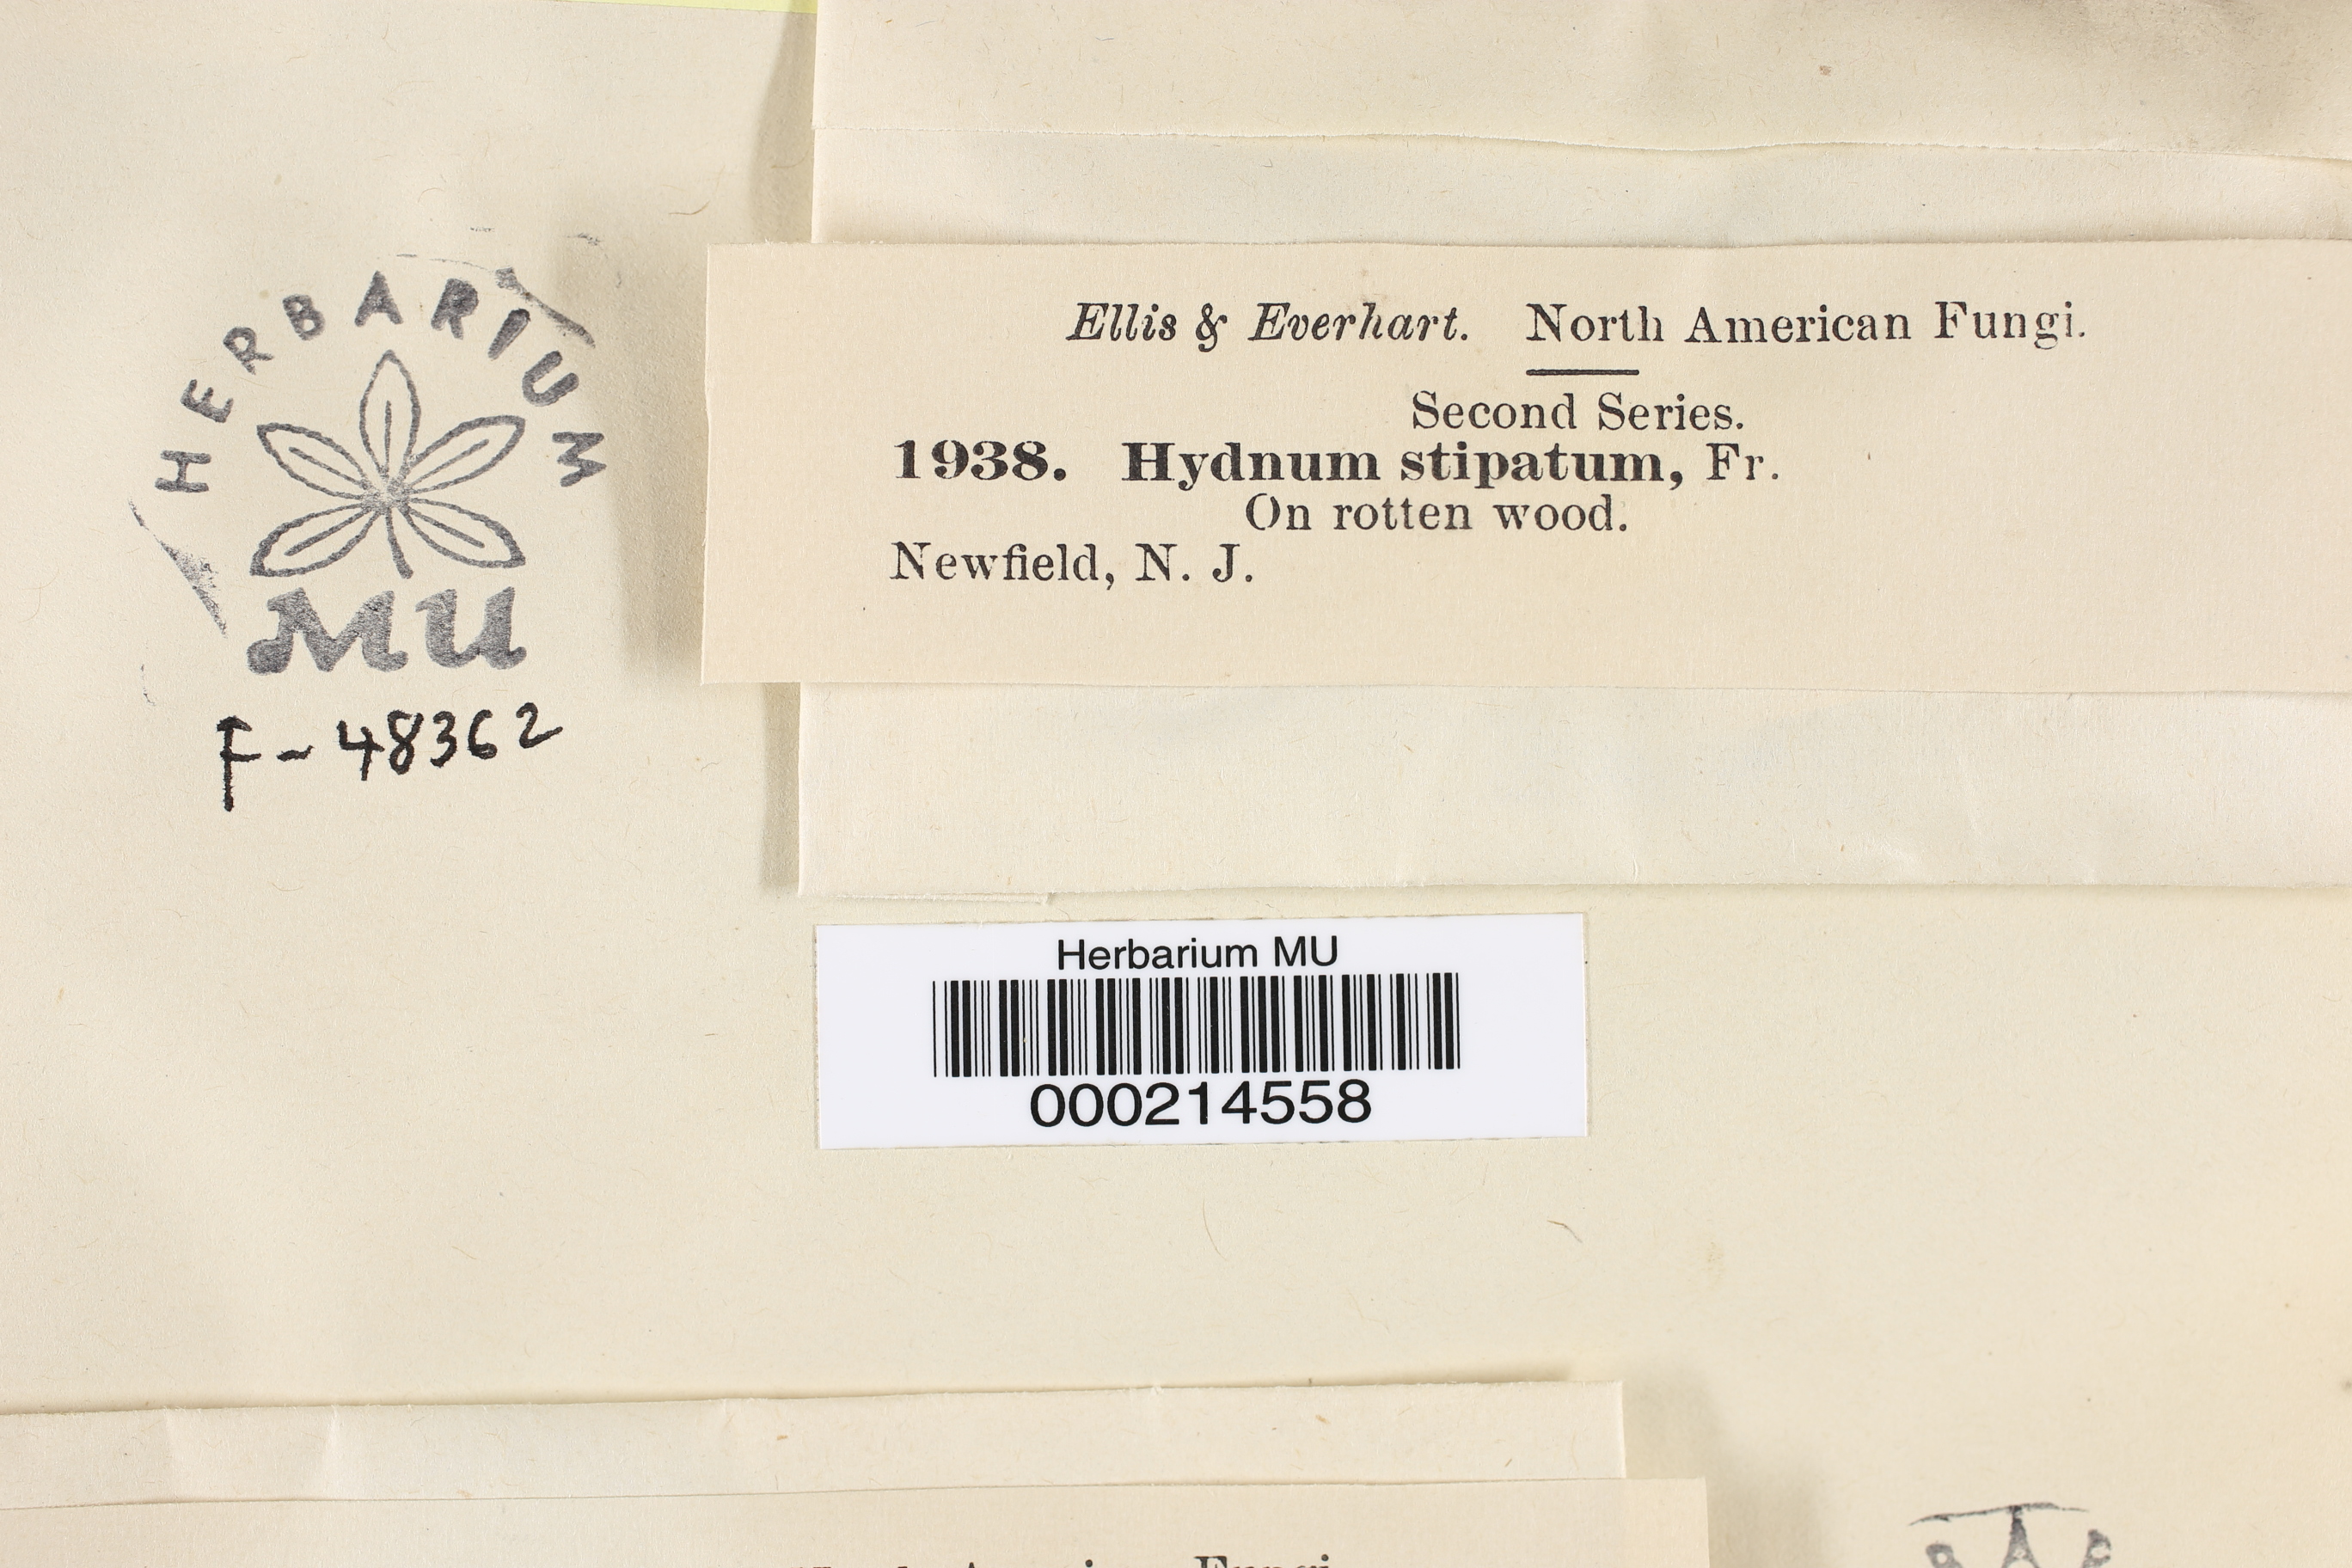 HERBARIUM
MU
F-48362
Ellis & Everhart. North American Fungi.
Second Series.
1938. Hydnum stipatum, Fr.
On rotten wood.
Newfield, N. J.
Herbarium MU
000214558
Fungi